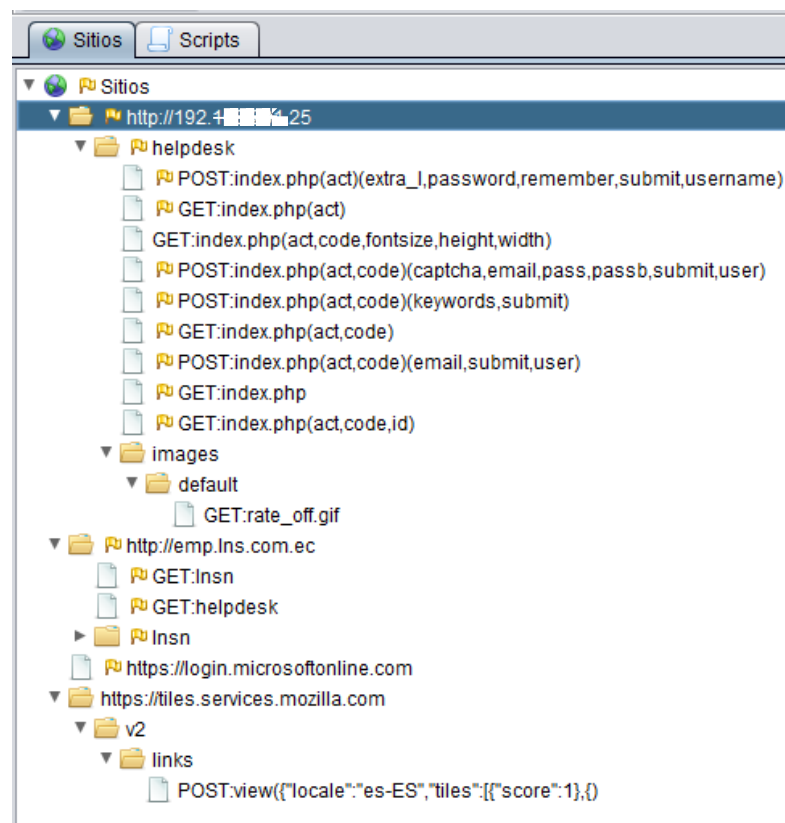 Sitios Scripts
Sitios
http://192. 25
helpdesk
POST:index.php(act)(extra_l,password,remember,submit,username)
GET:index.php(act)
GET:index.php(act,code,fontsize,height,width)
POST:index.php(act,code)(captcha,email,pass,passb,submit,user)
POST:index.php(act,code)(keywords,submit)
GET:index.php(act,code)
POST:index.php(act,code)(email,submit,user)
GET:index.php
GET:index.php(act,code,id)
images
default
GET:rate_off.gif
http://emp.lns.com.ec
GET:lnsn
GET:helpdesk
lnsn
https://login.microsoftonline.com
https://tiles.services.mozilla.com
v2
links
POST:view({"locale":"es-ES","tiles":[{"score":1},{)